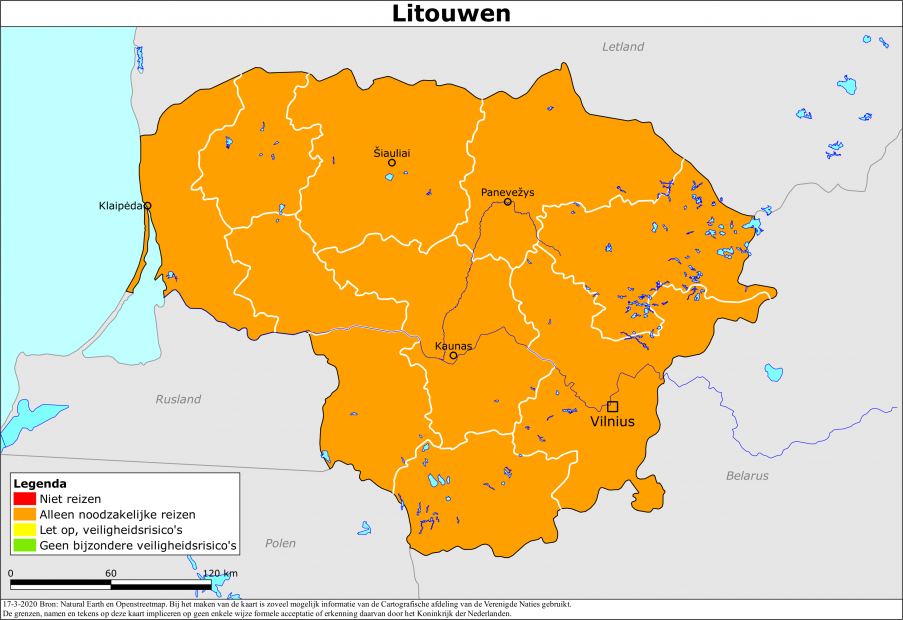 Litouwen
Letland
Šiauliai
Panevežys
Klaipėda
Kaunas
Rusland
Vilnius
Belarus
Polen
Legenda
Niet reizen
Alleen noodzakelijke reizen
Let op, veiligheidsrisico's
Geen bijzondere veiligheidsrisico's
0 60 120 km
17-3-2020 Bron: Natural Earth en Openstreetmap. Bij het maken van de kaart is zoveel mogelijk informatie van de Cartografische afdeling van de Verenigde Naties gebruikt.
De grenzen, namen en tekens op deze kaart impliceren op geen enkele wijze formele acceptatie of erkenning daarvan door het Koninkrijk der Nederlanden.